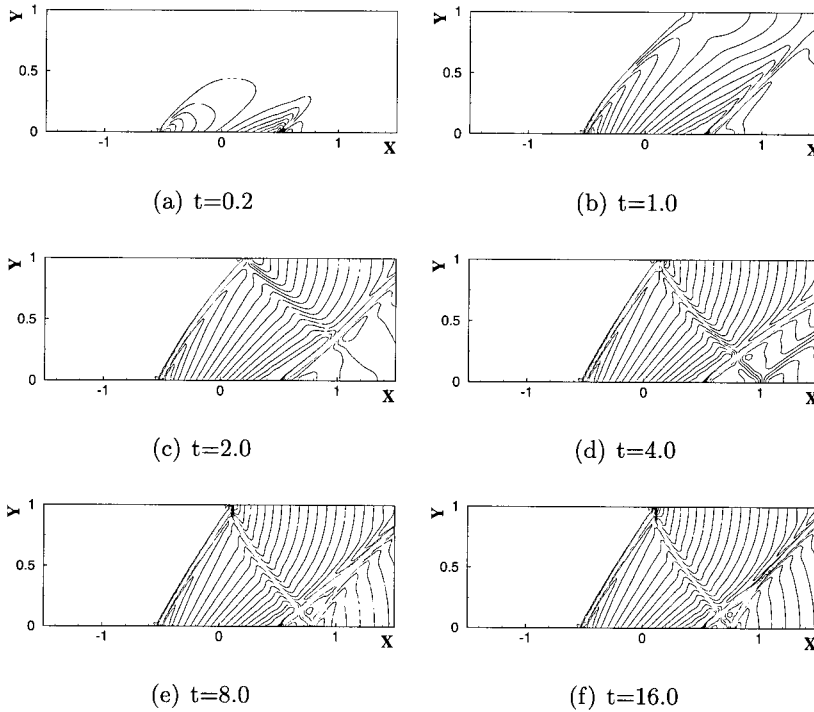 Y 1 0.5 0 -1 0 1 X
(a) t=0.2
Y 1 0.5 0 -1 0 1 X
(b) t=1.0
Y 1 0.5 0 -1 0 1 X
(c) t=2.0
Y 1 0.5 0 -1 0 1 X
(d) t=4.0
Y 1 0.5 0 -1 0 1 X
(e) t=8.0
Y 1 0.5 0 -1 0 1 X
(f) t=16.0